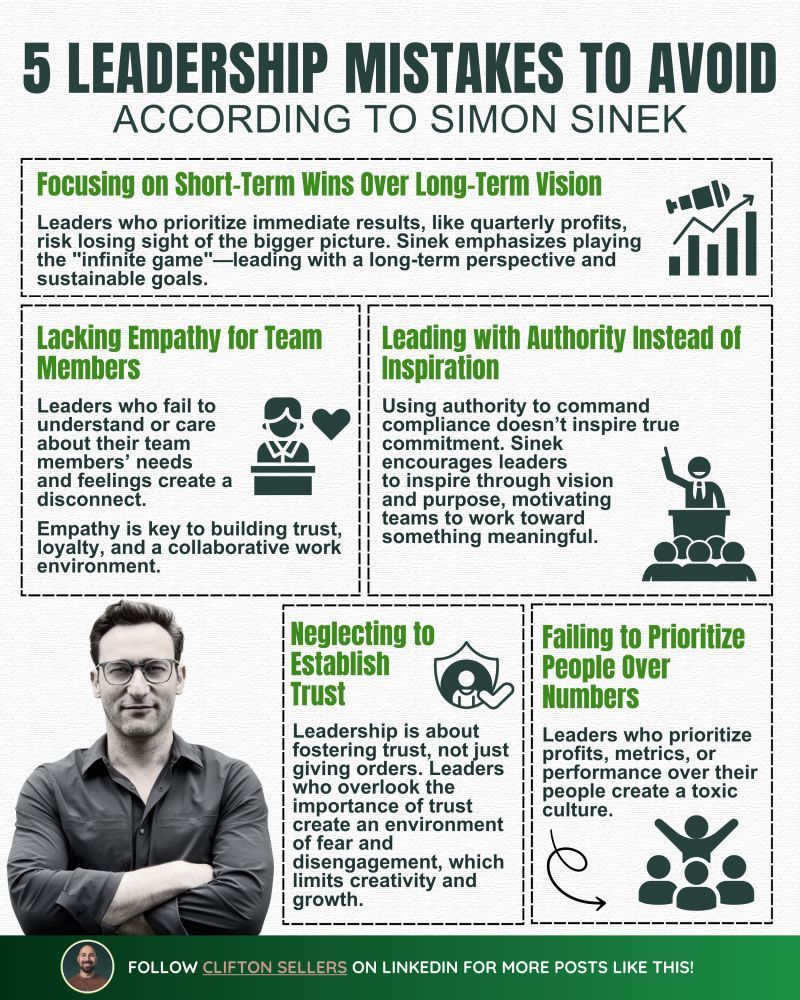 5 LEADERSHIP MISTAKES TO AVOID
ACCORDING TO SIMON SINEK
Focusing on Short-Term Wins Over Long-Term Vision
Leaders who prioritize immediate results, like quarterly profits,
risk losing sight of the bigger picture. Sinek emphasizes playing
the "infinite game"—leading with a long-term perspective and
sustainable goals.
Lacking Empathy for Team
Members
Leaders who fail to
understand or care
about their team
members’ needs
and feelings create a
disconnect.
Empathy is key to building trust,
loyalty, and a collaborative work
environment.
Leading with Authority Instead of
Inspiration
Using authority to command
compliance doesn’t inspire true
commitment. Sinek
encourages leaders
to inspire through vision
and purpose, motivating
teams to work toward
something meaningful.
Neglecting to
Establish
Trust
Leadership is about
fostering trust, not just
giving orders. Leaders
who overlook the
importance of trust
create an environment
of fear and
disengagement, which
limits creativity and
growth.
Failing to Prioritize
People Over
Numbers
Leaders who prioritize
profits, metrics, or
performance over their
people create a toxic
culture.
FOLLOW CLIFTON SELLERS ON LINKEDIN FOR MORE POSTS LIKE THIS!